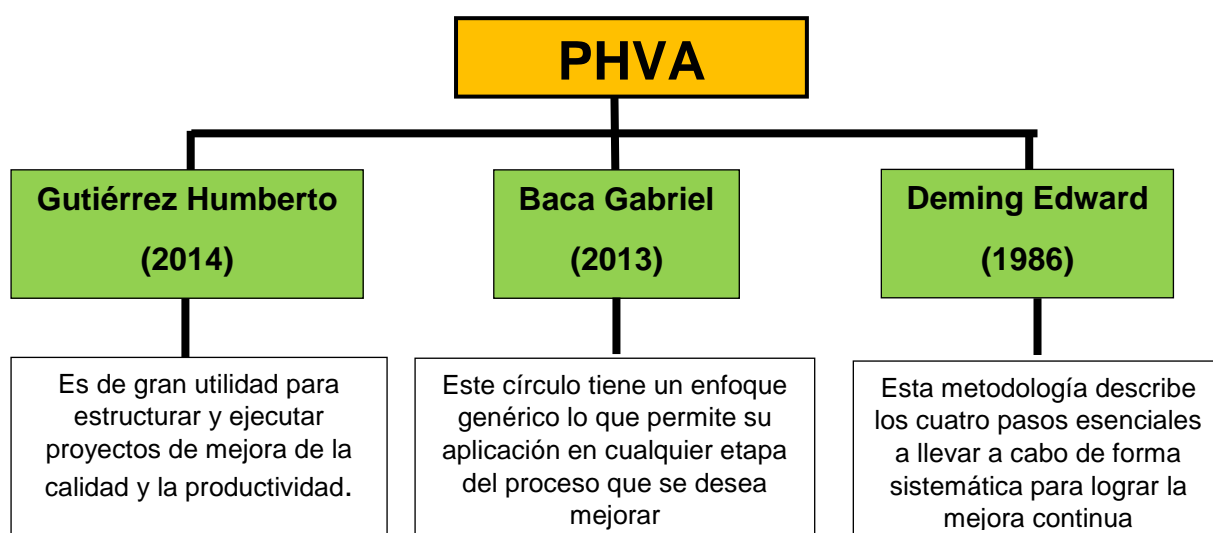 PHVA
Gutiérrez Humberto
(2014)
Baca Gabriel
(2013)
Deming Edward
(1986)
Es de gran utilidad para
estructurar y ejecutar
proyectos de mejora de la
calidad y la productividad.
Este círculo tiene un enfoque
genérico lo que permite su
aplicación en cualquier etapa
del proceso que se desea
mejorar
Esta metodología describe
los cuatro pasos esenciales
a llevar a cabo de forma
sistemática para lograr la
mejora continua